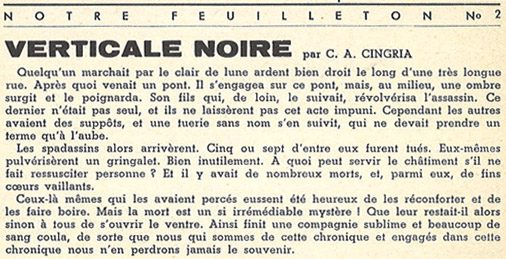 NOTRE FEUILLETON No 2
VERTICALE NOIRE par C. A. CINGRIA
Quelqu'un marchait par le clair de lune ardent bien droit le long d'une très longue
rue. Après quoi venait un pont. Il s'engagea sur ce pont, mais, au milieu, une ombre
surgit et le poignarda. Son fils qui, de loin, le suivait, révolvérisa l'assassin. Ce
dernier n'était pas seul, et ils ne laissèrent pas cet acte impuni. Cependant les autres
avaient des suppôts, et une tuerie sans nom s'en suivit, qui ne devait prendre un
terme qu'à l'aube.
Les spadassins alors arrivèrent. Cinq ou sept d'entre eux furent tués. Eux-mêmes
pulvérisèrent un gringalet. Bien inutilement. A quoi peut servir le châtiment s'il ne
fait ressusciter personne ? Et il y avait de nombreux morts, et, parmi eux, de fins
cœurs vaillants.
Ceux-là mêmes qui les avaient percés eussent été heureux de les réconforter et de
les faire boire. Mais la mort est un si irrémédiable mystère ! Que leur restait-il alors
sinon à tous de s'ouvrir le ventre. Ainsi finit une compagnie sublime et beaucoup de
sang coula, de sorte que nous qui sommes de cette chronique et engagés dans cette
chronique nous n'en perdrons jamais le souvenir.